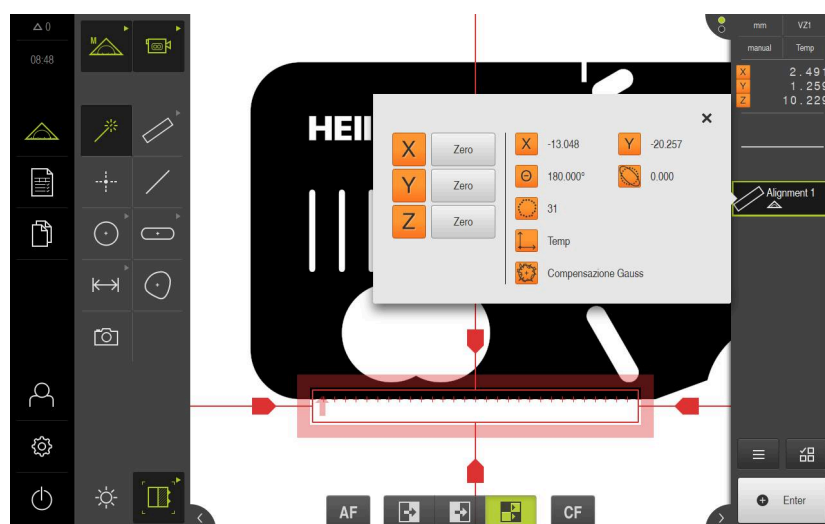 △ 0
08:48
M
mm VZ1
manual Temp
X 2.491
Y 1.259
Z 10.229
X Zero X -13.048 Y -20.257
Y Zero Θ 180.000° 0.000
Z Zero 31
Temp
Compensazione Gauss
Alignment 1
AF CF
Enter